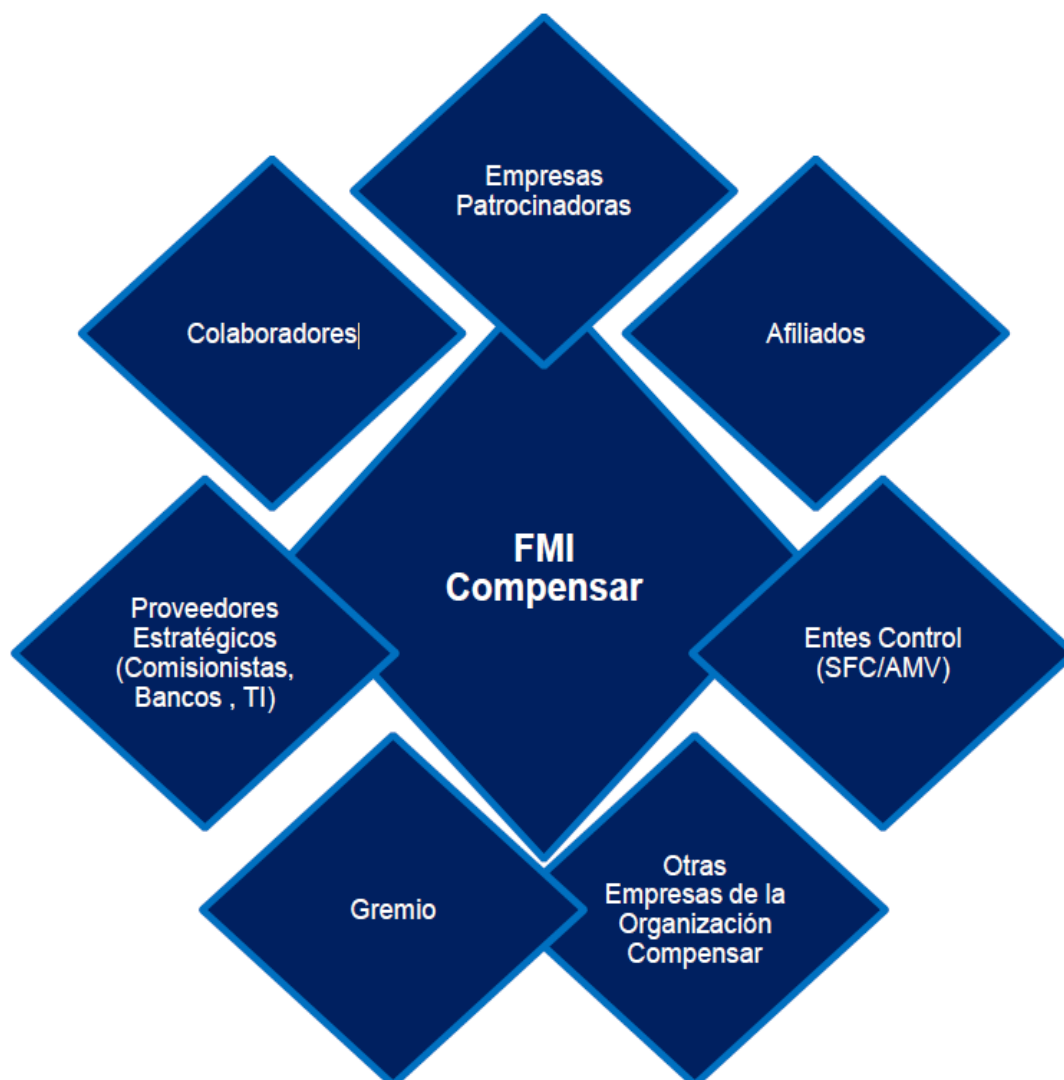 Empresas
Patrocinadoras
Colaboradores
Afiliados
FMI
Compensar
Proveedores
Estratégicos
(Comisionistas,
Bancos , TI)
Entes Control
(SFC/AMV)
Gremio
Otras
Empresas de la
Organización
Compensar